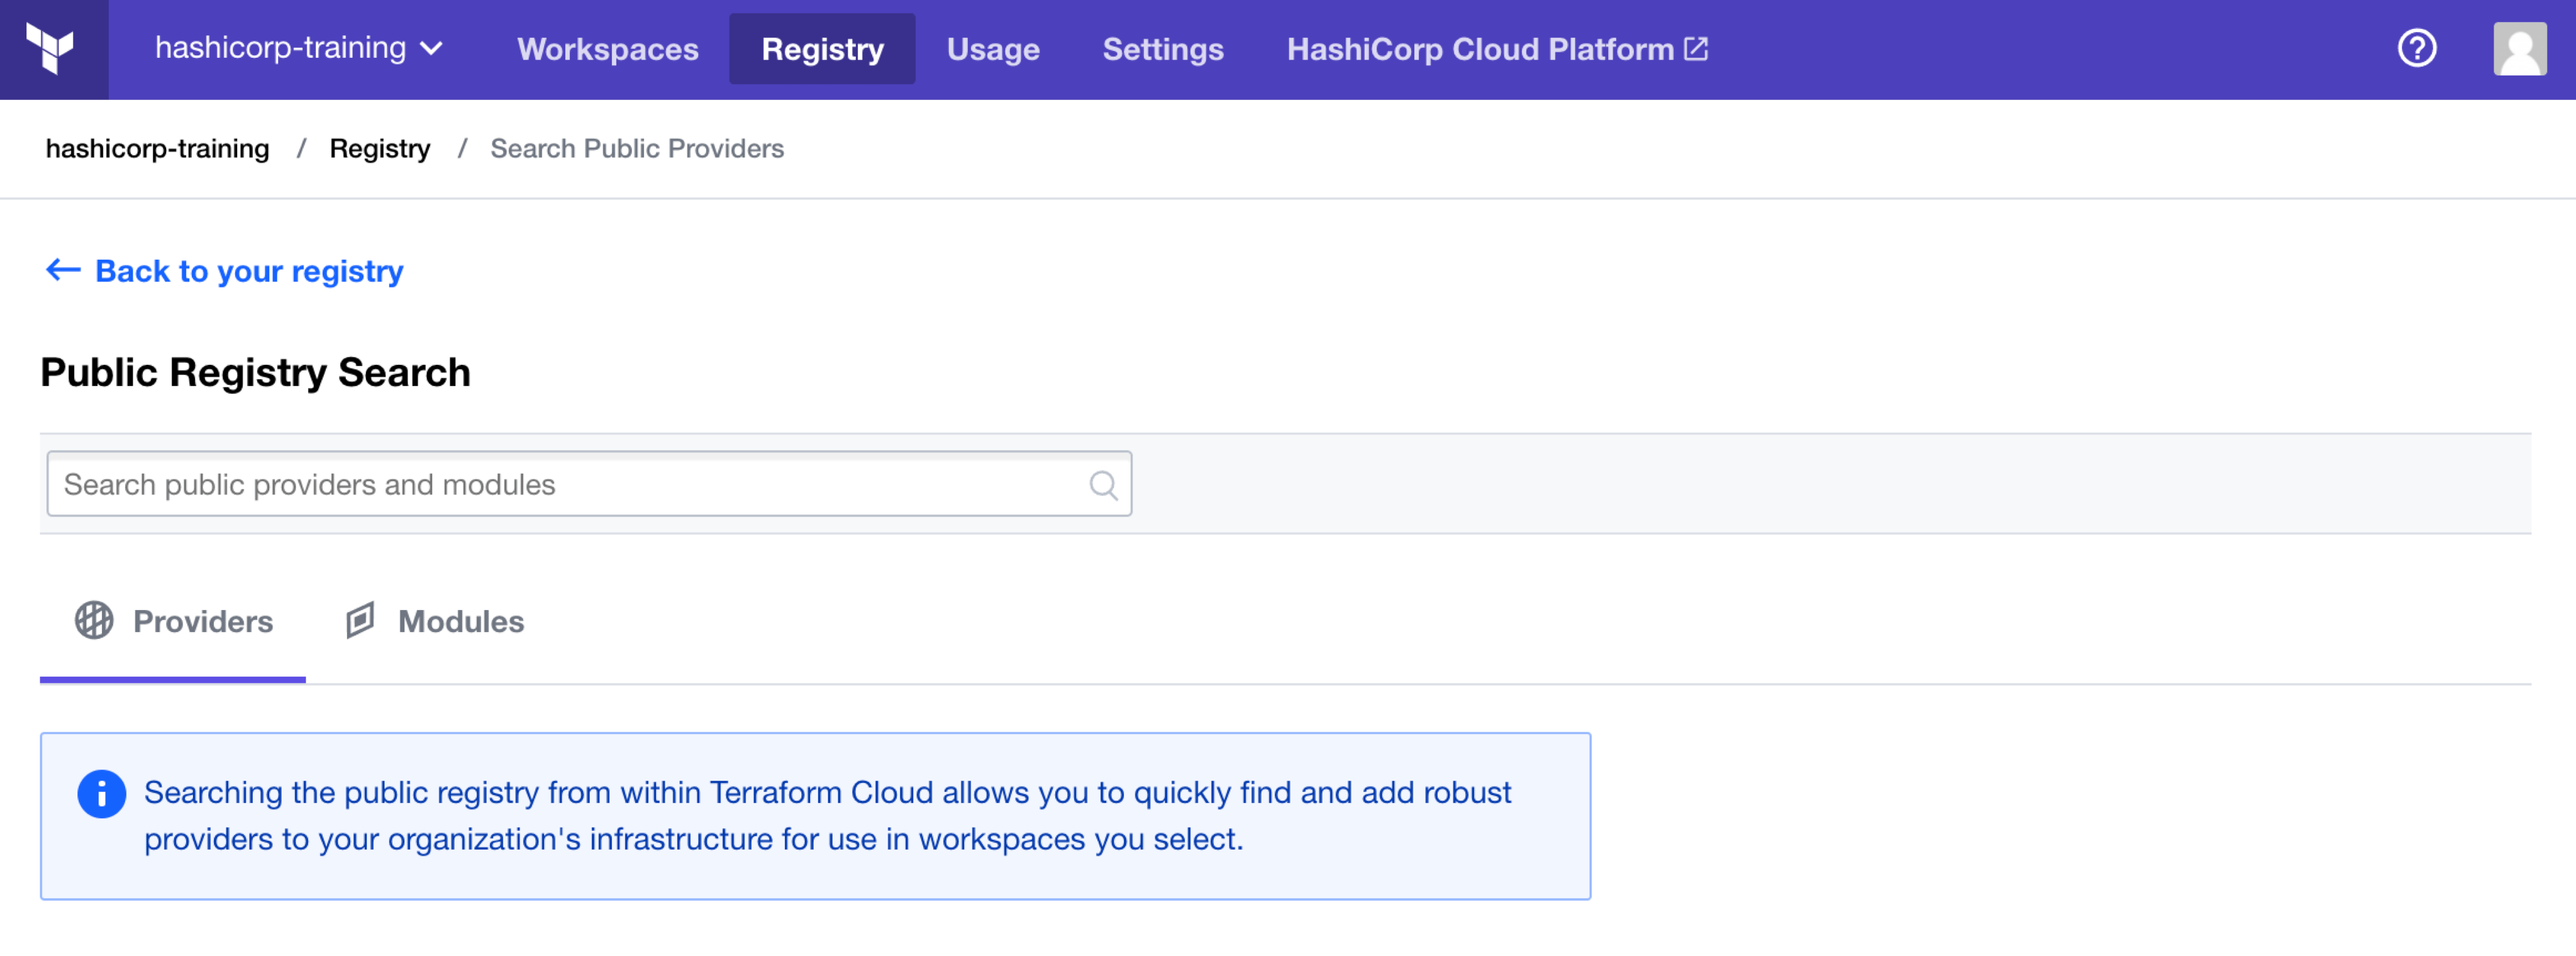 hashicorp-training Workspaces Registry Usage Settings HashiCorp Cloud Platform
hashicorp-training / Registry / Search Public Providers
Back to your registry
Public Registry Search
Search public providers and modules
Providers Modules
Searching the public registry from within Terraform Cloud allows you to quickly find and add robust
providers to your organization's infrastructure for use in workspaces you select.